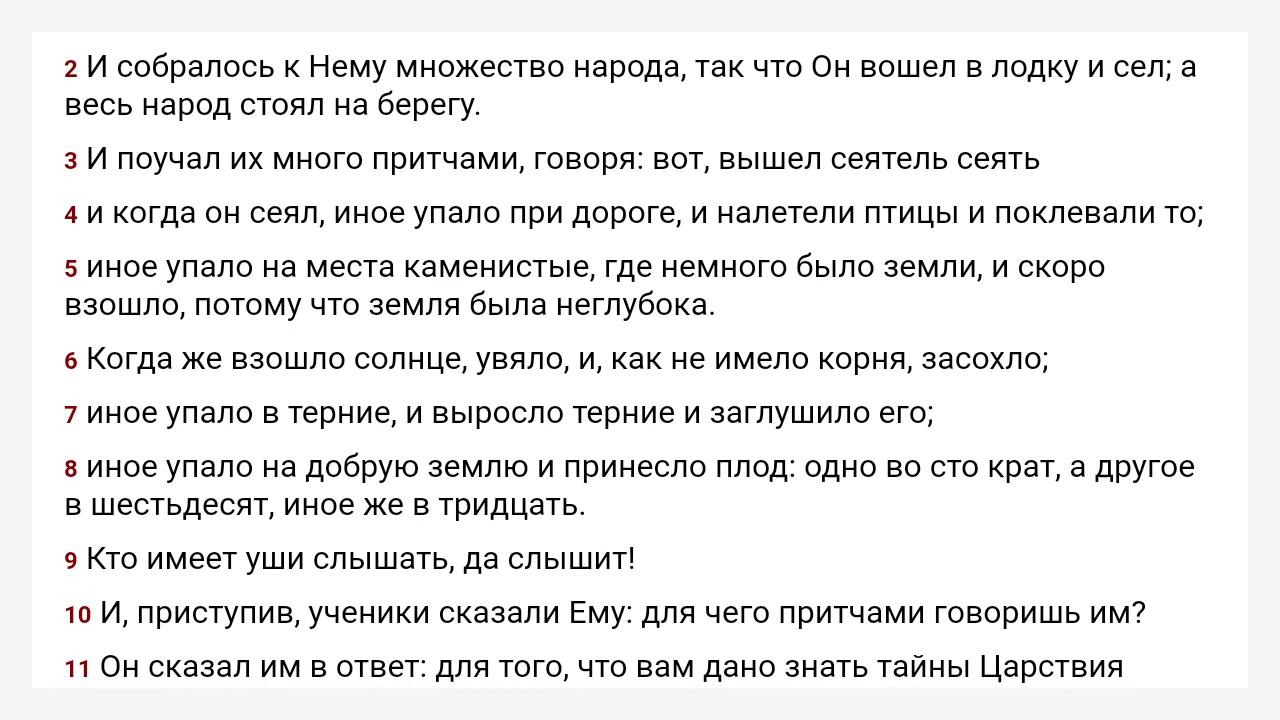 2 И собралось к Нему множество народа, так что Он вошел в лодку и сел; а
весь народ стоял на берегу.
3 И поучал их много притчами, говоря: вот, вышел сеятель сеять
4 и когда он сеял, иное упало при дороге, и налетели птицы и поклевали то;
5 иное упало на места каменистые, где немного было земли, и скоро
взошло, потому что земля была неглубока.
6 Когда же взошло солнце, увяло, и, как не имело корня, засохло;
7 иное упало в терние, и выросло терние и заглушило его;
8 иное упало на добрую землю и принесло плод: одно во сто крат, а другое
в шестьдесят, иное же в тридцать.
9 Кто имеет уши слышать, да слышит!
10 И, приступив, ученики сказали Ему: для чего притчами говоришь им?
11 Он сказал им в ответ: для того, что вам дано знать тайны Царствия